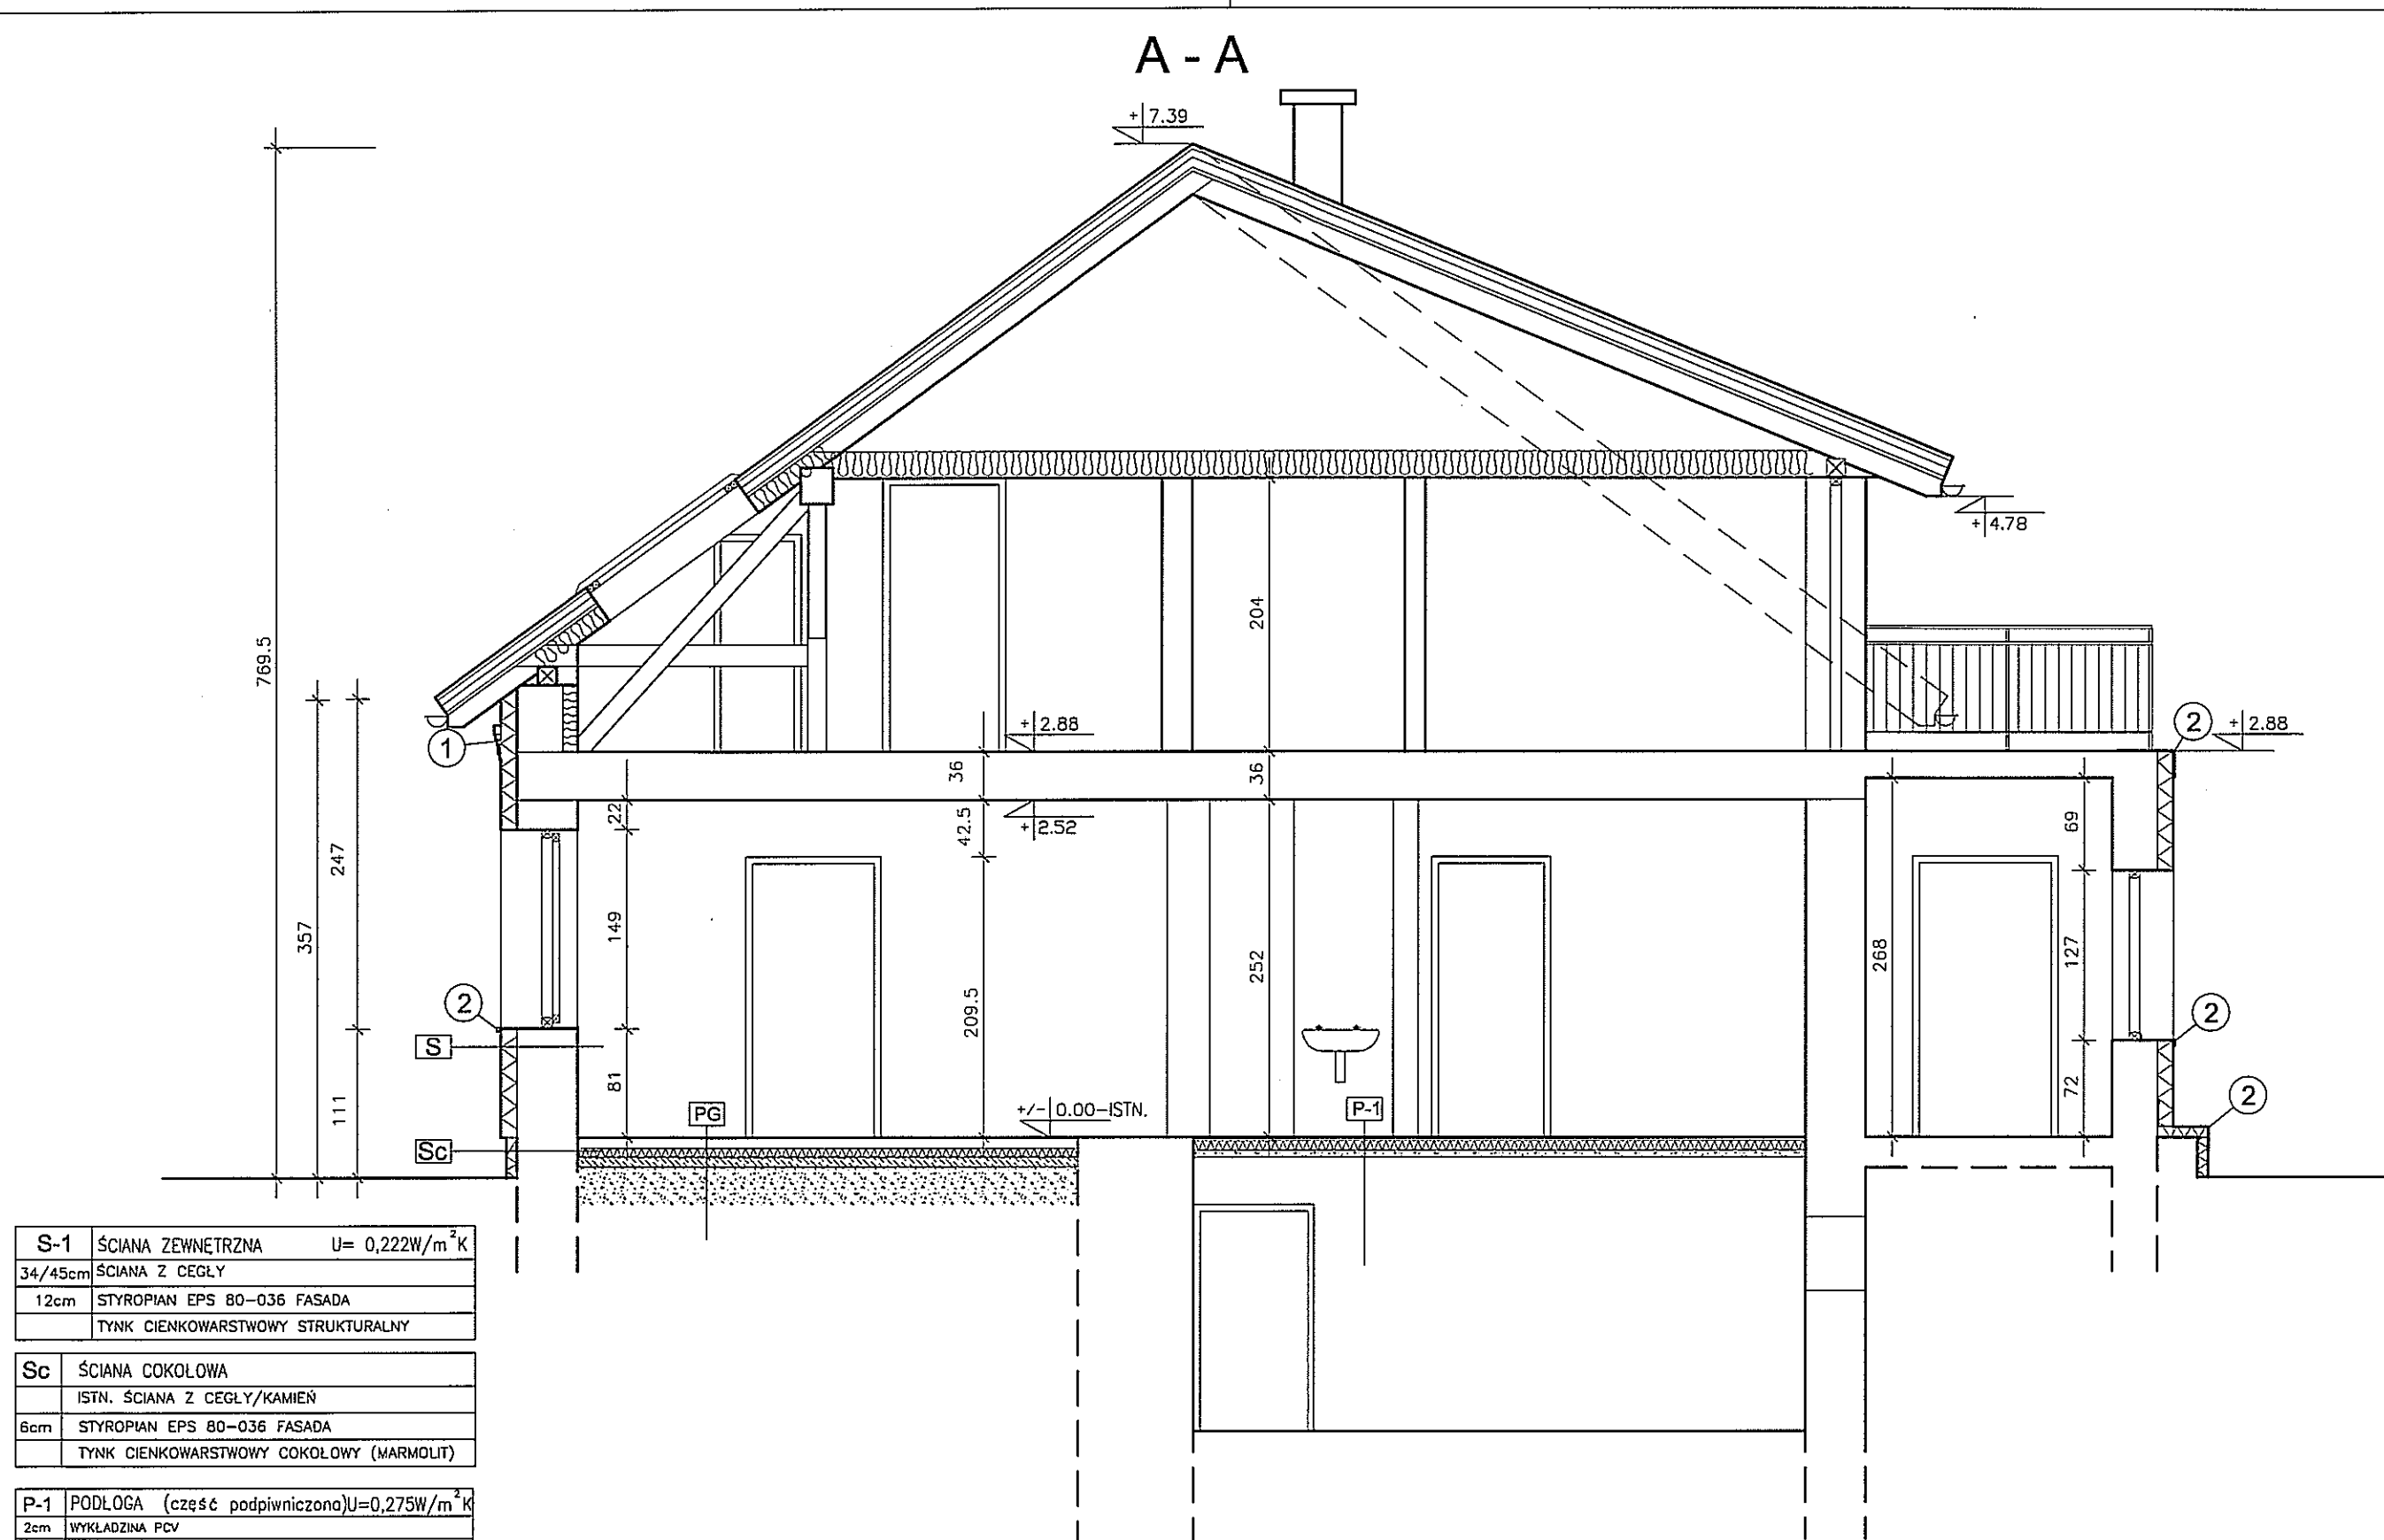 A - A
+ 7.39
+ 4.78
769.5
204
+ 2.88
+ 2.88
1
2
36
36
22
+ 2.52
42.5
69
357
247
149
252
268
127
209.5
2
2
S
81
72
2
111
PG
+/- 0.00-ISTN.
P-1
Sc
S-1 ŚCIANA ZEWNĘTRZNA U= 0,222W/m²K
34/45cm ŚCIANA Z CEGŁY
12cm STYROPIAN EPS 80-036 FASADA
TYNK CIENKOWARSTWOWY STRUKTURALNY
Sc ŚCIANA COKOŁOWA
ISTN. ŚCIANA Z CEGŁY/KAMIEŃ
6cm STYROPIAN EPS 80-036 FASADA
TYNK CIENKOWARSTWOWY COKOŁOWY (MARMOLIT)
P-1 PODŁOGA (część podpiwniczona)U=0,275W/m²K
2cm WYKŁADZINA PCV